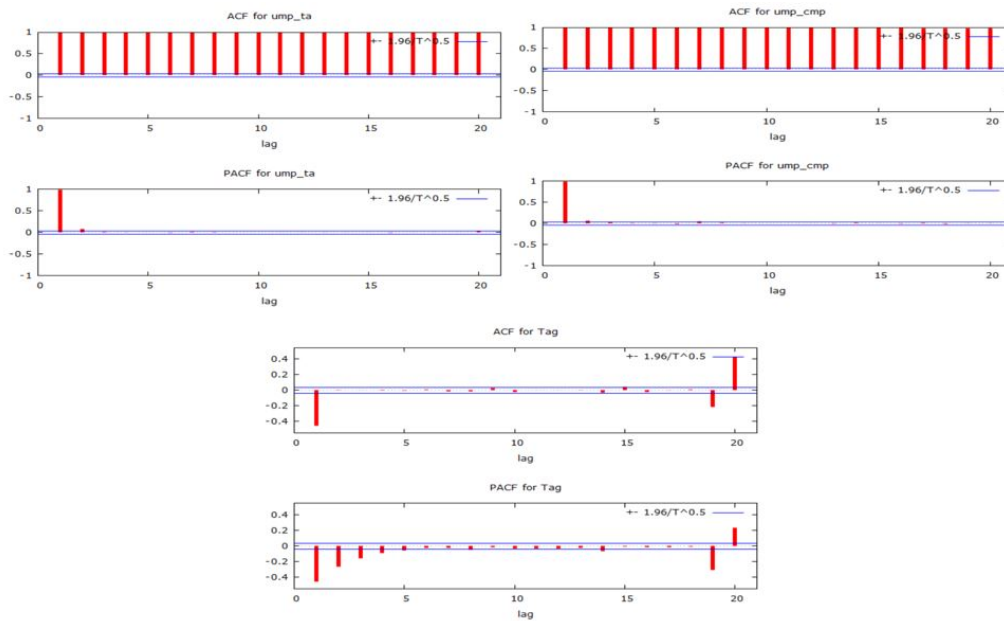 ACF for ump_ta
1
0.5
0
-0.5
-1
+- 1.96/T^0.5
0 5 10 15 20
lag
PACF for ump_ta
1
0.5
0
-0.5
-1
+- 1.96/T^0.5
0 5 10 15 20
lag
ACF for ump_cmp
1
0.5
0
-0.5
-1
+- 1.96/T^0.5
0 5 10 15 20
lag
PACF for ump_cmp
1
0.5
0
-0.5
-1
+- 1.96/T^0.5
0 5 10 15 20
lag
ACF for Tag
0.4
0.2
0
-0.2
-0.4
+- 1.96/T^0.5
0 5 10 15 20
lag
PACF for Tag
0.4
0.2
0
-0.2
-0.4
+- 1.96/T^0.5
0 5 10 15 20
lag